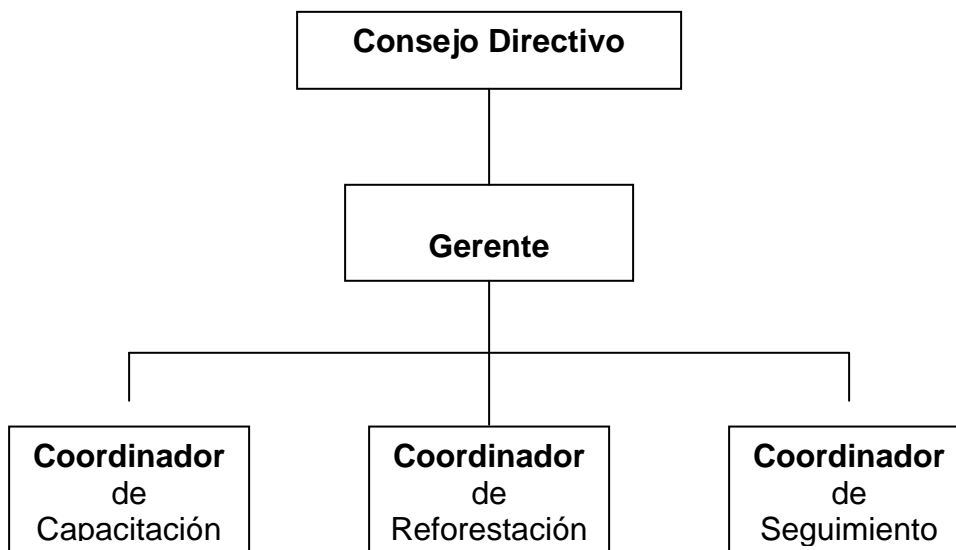 Consejo Directivo
Gerente
Coordinador
de
Capacitación
Coordinador
de
Reforestación
Coordinador
de
Seguimiento